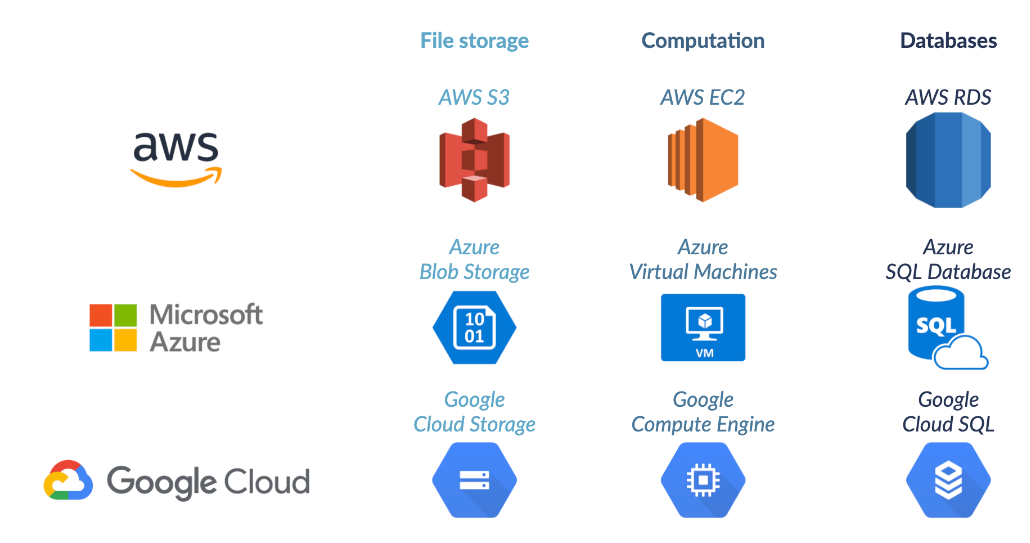 File storage
Computation
Databases
AWS S3
AWS EC2
AWS RDS
aws
Azure
Blob Storage
Azure
Virtual Machines
Azure
SQL Database
Microsoft
Azure
10
01
VM
SQL
Google
Cloud Storage
Google
Compute Engine
Google
Cloud SQL
Google Cloud